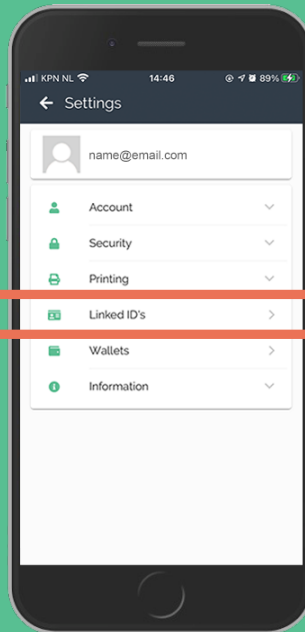 KPN NL 14:46 89%
Settings
name@email.com
Account
Security
Printing
Linked ID's
Wallets
Information